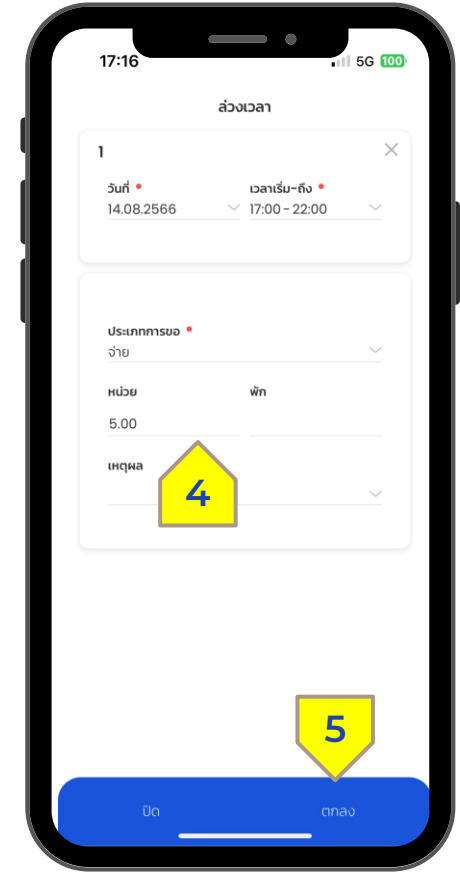 17:16 5G 100
ล่วงเวลา
1
วันที่ • เวลาเริ่ม-ถึง •
14.08.2566 17:00 - 22:00
ประเภทการขอ •
จ่าย
หน่วย พัก
5.00
เหตุผล
4
5
ปิด ตกลง